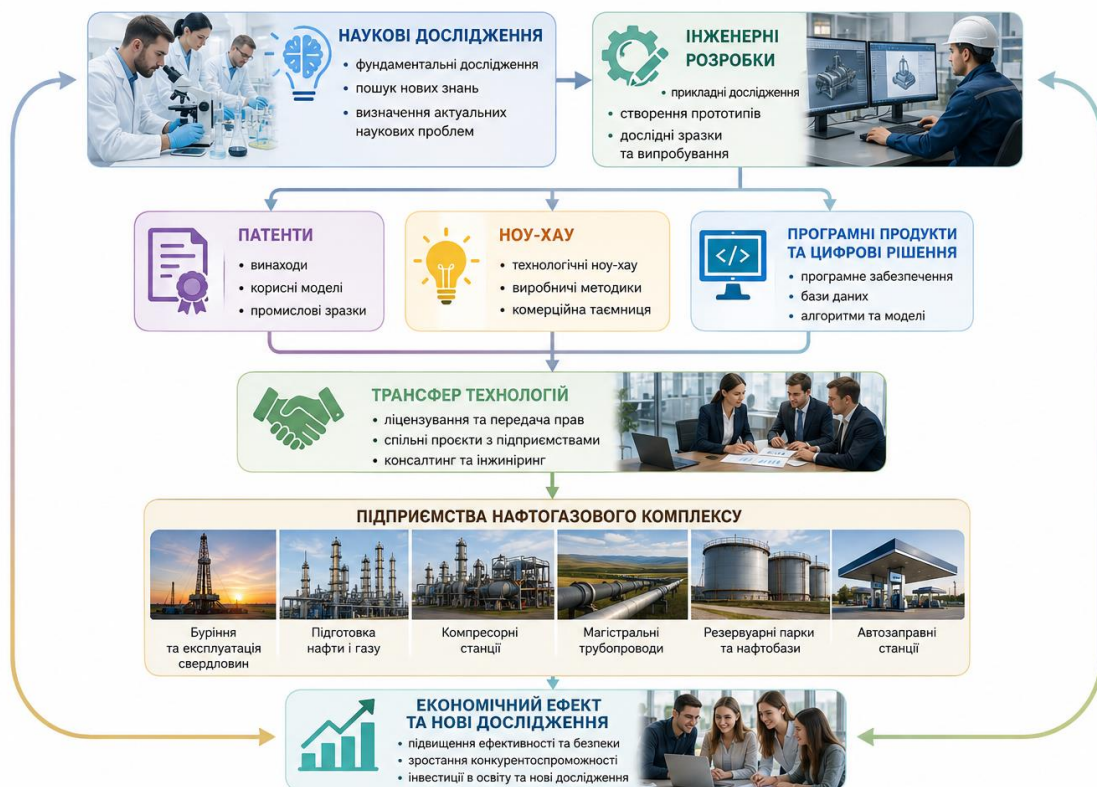 НАУКОВІ ДОСЛІДЖЕННЯ
• фундаментальні дослідження
• пошук нових знань
• визначення актуальних
наукових проблем
ІНЖЕНЕРНІ
РОЗРОБКИ
• прикладні дослідження
• створення прототипів
• дослідні зразки
та випробування
ПАТЕНТИ
• винаходи
• корисні моделі
• промислові зразки
НОУ-ХАУ
• технологічні ноу-хау
• виробничі методики
• комерційна таємниця
</>
ПРОГРАМНІ ПРОДУКТИ
ТА ЦИФРОВІ РІШЕННЯ
• програмне забезпечення
• бази даних
• алгоритми та моделі
ТРАНСФЕР ТЕХНОЛОГІЙ
• ліцензування та передача прав
• спільні проєкти з підприємствами
• консалтинг та інжиніринг
ПІДПРИЄМСТВА НАФТОГАЗОВОГО КОМПЛЕКСУ
Буріння
та експлуатація
свердловин
Підготовка
нафти і газу
Компресорні
станції
Магістральні
трубопроводи
Резервуарні парки
та нафтобази
Автозаправні
станції
ЕКОНОМІЧНИЙ ЕФЕКТ
ТА НОВІ ДОСЛІДЖЕННЯ
• підвищення ефективності та безпеки
• зростання конкурентоспроможності
• інвестиції в освіту та нові дослідження